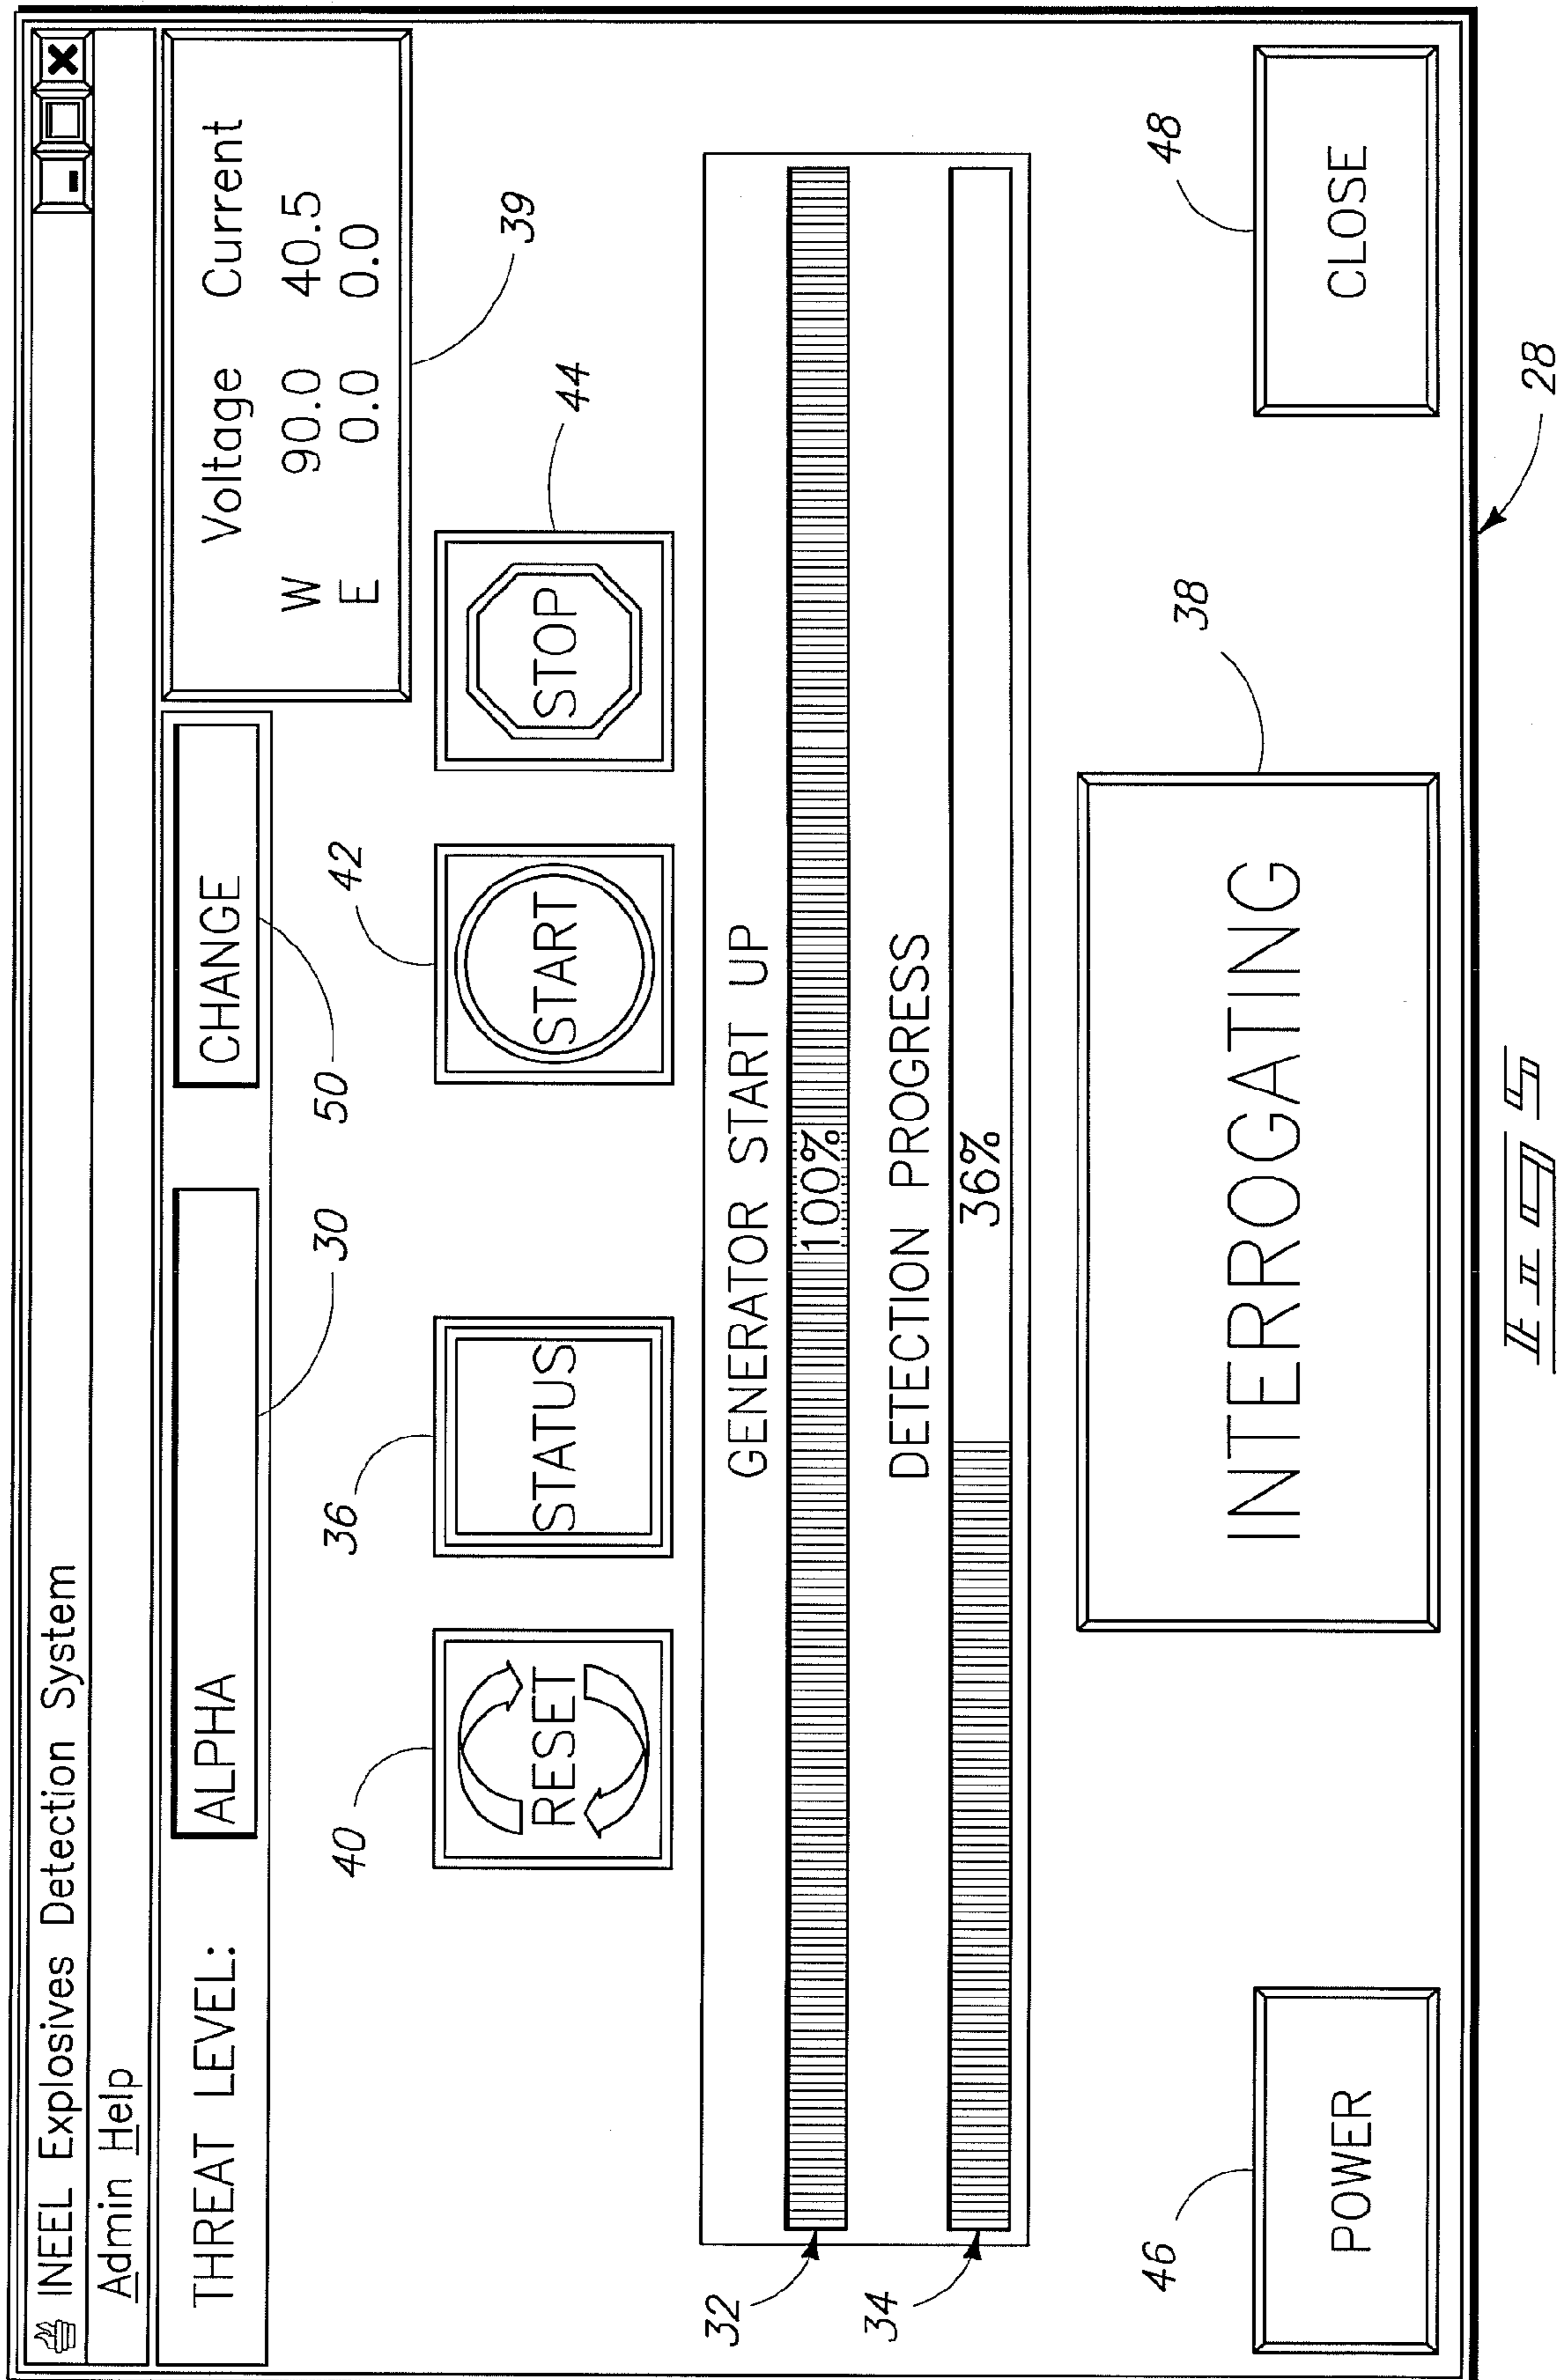 INEEL Explosives Detection System
Admin Help
THREAT LEVEL: ALPHA CHANGE
50
30
Voltage Current
W 90.0 40.5
E 0.0 0.0
39
40
36
42
44
RESET STATUS START STOP
GENERATOR START UP
32
100%
DETECTION PROGRESS
34
36%
46
38
48
POWER INTERROGATING CLOSE
28
FIG 5